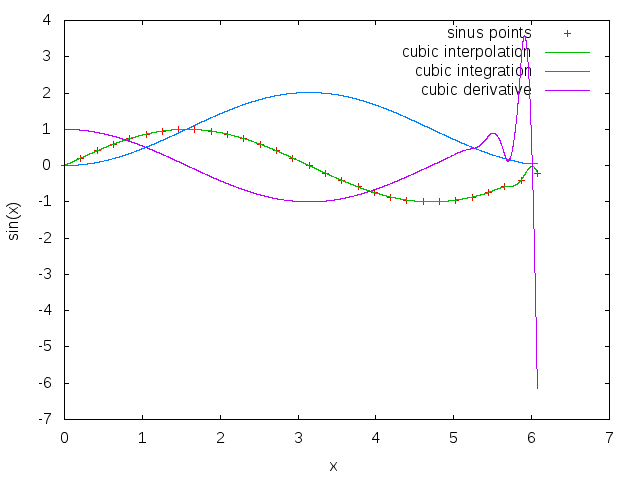 sinus points
cubic interpolation
cubic integration
cubic derivative
4
3
2
1
0
-1
-2
-3
-4
-5
-6
-7
sin(x)
0 1 2 3 4 5 6 7
x